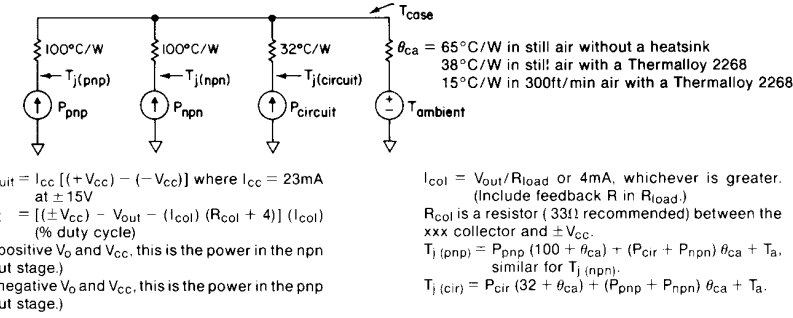 Tcase
100°C/W
100°C/W
32°C/W
θca = 65°C/W in still air without a heatsink
38°C/W in still air with a Thermalloy 2268
15°C/W in 300ft/min air with a Thermalloy 2268
Tj(pnp)
Tj(npn)
Tj(circuit)
Ppnp
Pnpn
Pcircuit
Tambient
uit = Icc [(+Vcc) − (−Vcc)] where Icc = 23mA
at ±15V
= [(±Vcc) − Vout − (Icol) (Rcol + 4)] (Icol)
(% duty cycle)
positive Vo and Vcc, this is the power in the npn
ut stage.)
negative Vo and Vcc, this is the power in the pnp
ut stage.)
Icol = Vout/Rload or 4mA, whichever is greater.
(Include feedback R in Rload.)
Rcol is a resistor (33Ω recommended) between the
xxx collector and ±Vcc.
Tj (pnp) = Ppnp (100 + θca) + (Pcir + Pnpn) θca + Ta,
similar for Tj (npn).
Tj (cir) = Pcir (32 + θca) + (Ppnp + Pnpn) θca + Ta.